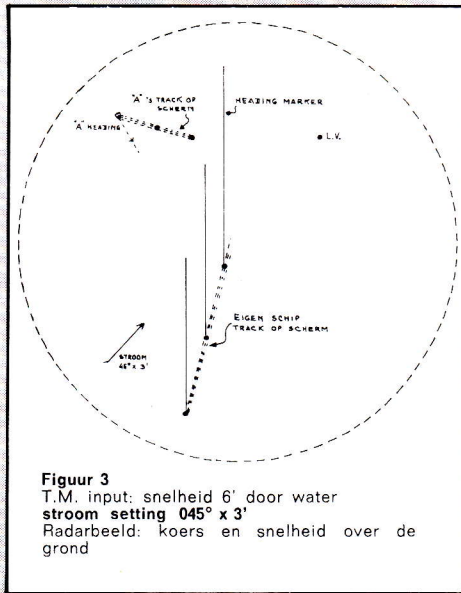 "A"'S TRACK OP
SCHERM
"A" HEADING
HEADING MARKER
L.V.
EIGEN SCHIP
TRACK OP SCHERM
STROOM
45° x 3'
Figuur 3
T.M. input: snelheid 6' door water
stroom setting 045° x 3'
Radarbeeld: koers en snelheid over de
grond